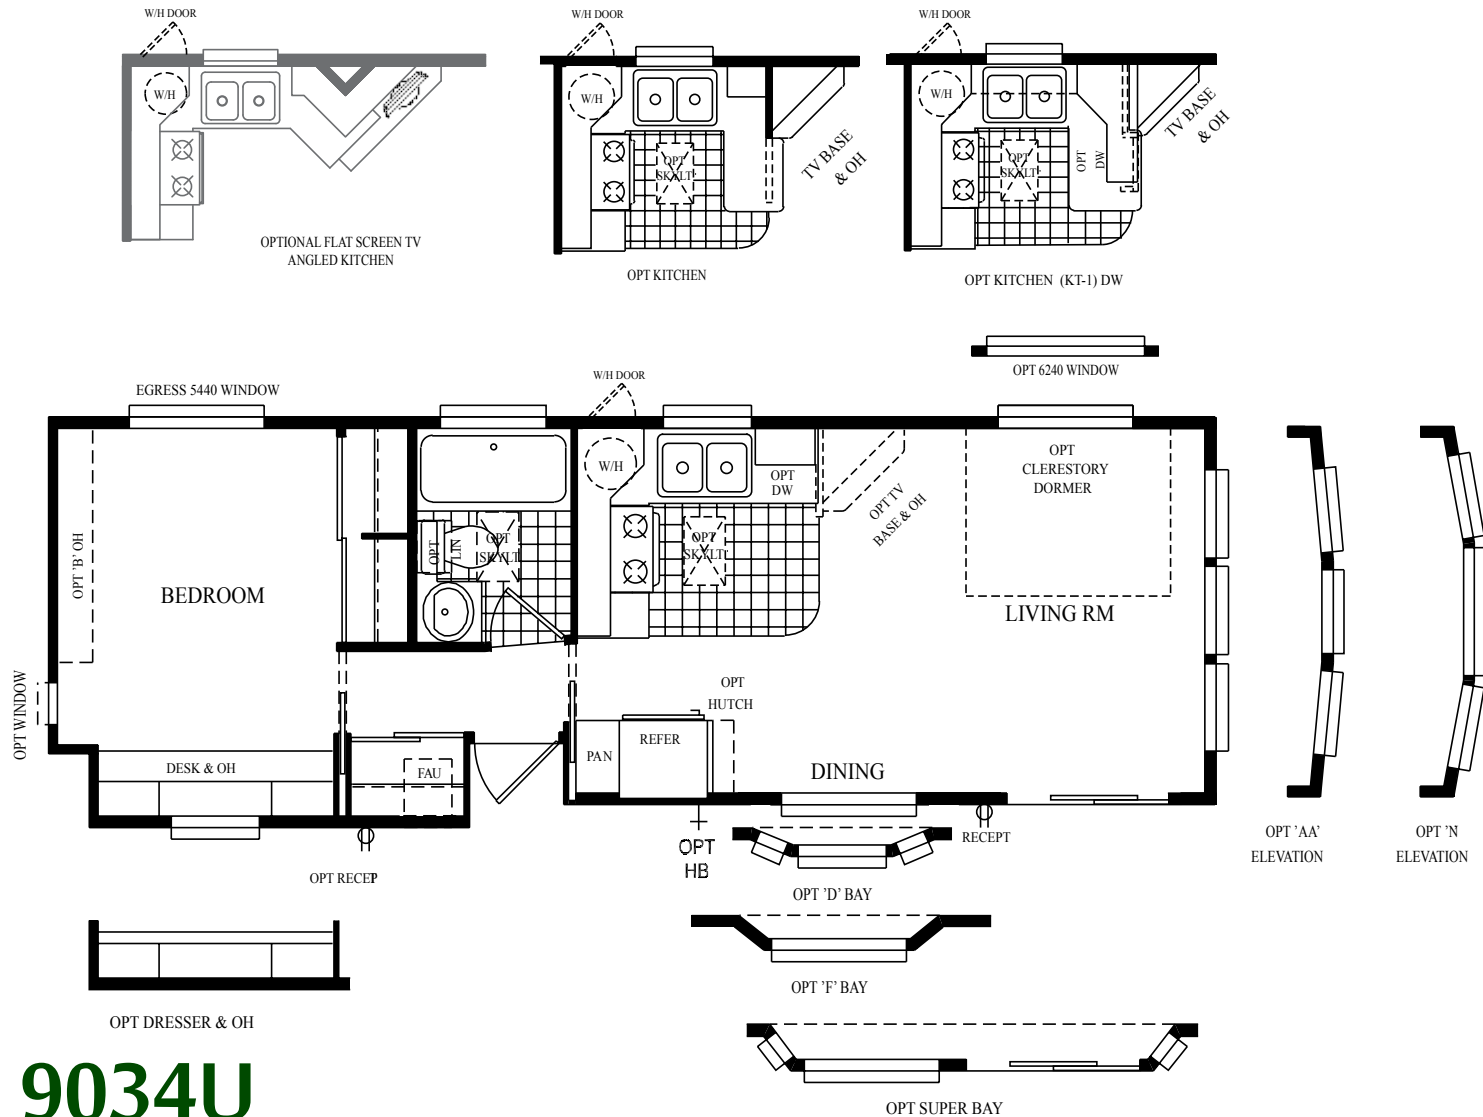 W/H DOOR
W/H DOOR
W/H DOOR
W/H
W/H
W/H
OPT
SKYLT
TV BASE
& OH
OPT
SKYLT
OPT
DW
TV BASE
& OH
OPTIONAL FLAT SCREEN TV
ANGLED KITCHEN
OPT KITCHEN
OPT KITCHEN (KT-1) DW
OPT 6240 WINDOW
EGRESS 5440 WINDOW
W/H DOOR
W/H
OPT
DW
OPT
CLERESTORY
DORMER
OPT TV
BASE & OH
OPT 'B' OH
OPT
LIN
OPT
SKYLT
OPT
SKYLT
BEDROOM
LIVING RM
OPT WINDOW
OPT
HUTCH
PAN
REFER
DESK & OH
FAU
DINING
OPT RECEPT
OPT
HB
RECEPT
OPT 'AA'
ELEVATION
OPT 'N
ELEVATION
OPT 'D' BAY
OPT 'F' BAY
OPT DRESSER & OH
9034U
OPT SUPER BAY